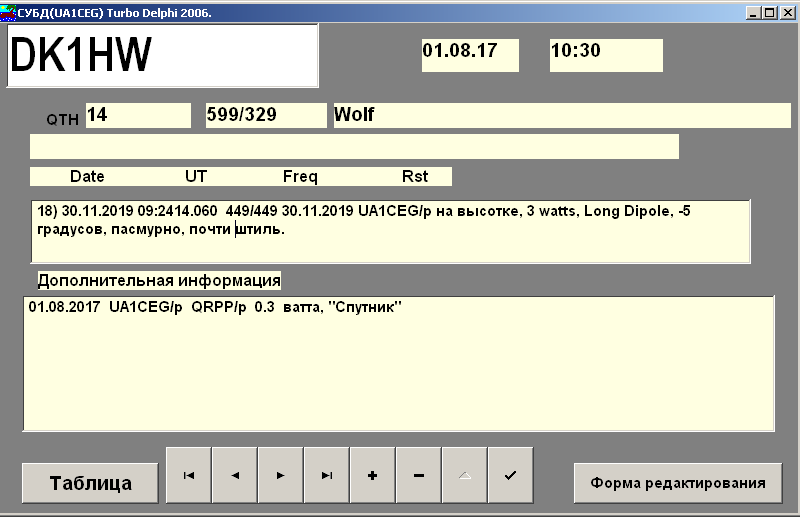 СУБД(UA1CEG) Turbo Delphi 2006.
DK1HW
01.08.17 10:30
QTH 14 599/329 Wolf
Date UT Freq Rst
18) 30.11.2019 09:2414.060 449/449 30.11.2019 UA1CEG/p на высотке, 3 watts, Long Dipole, -5
градусов, пасмурно, почти штиль.
Дополнительная информация
01.08.2017 UA1CEG/p QRPP/p 0.3 ватта, "Спутник"
Таблица
Форма редактирования